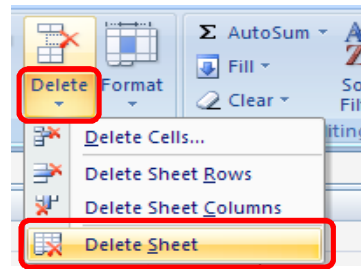 Σ AutoSum
Fill
Delete Format
Clear
Delete Cells...
Delete Sheet Rows
Delete Sheet Columns
Delete Sheet